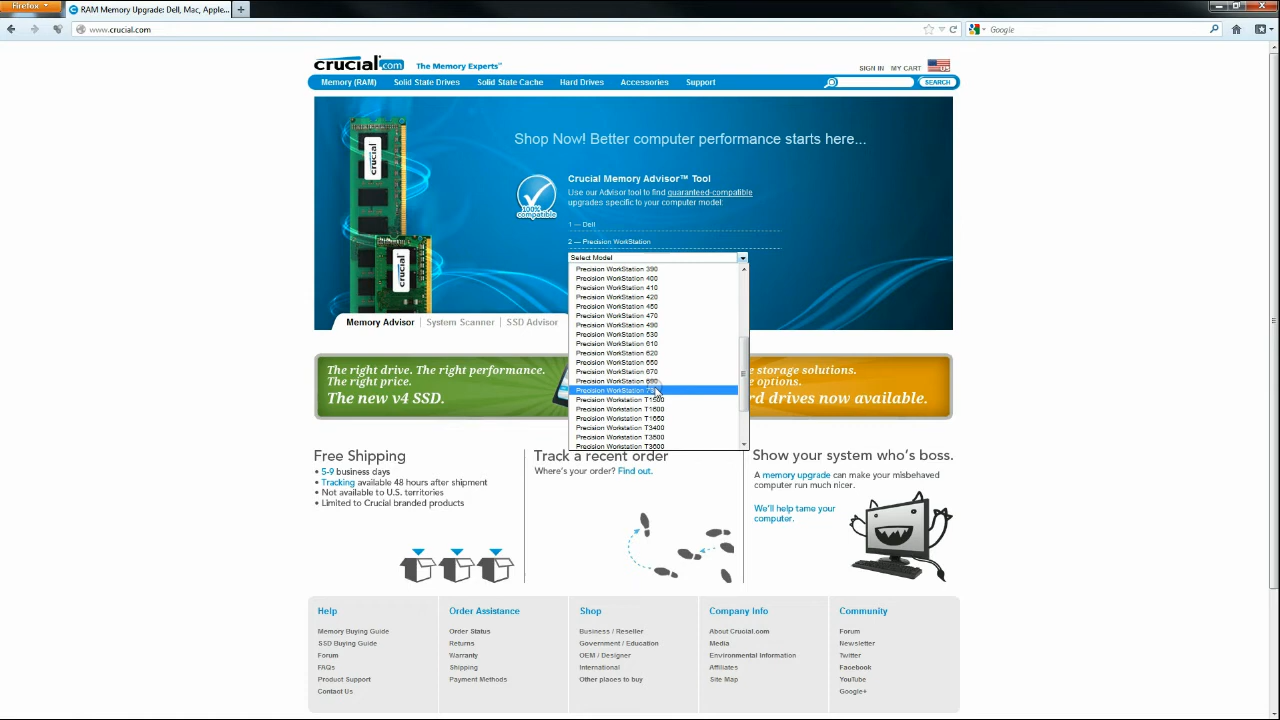 Firefox
RAM Memory Upgrade: Dell, Mac, Apple...
www.crucial.com
Google
crucial.com
The Memory Experts™
SIGN IN MY CART
Memory (RAM) Solid State Drives Solid State Cache Hard Drives Accessories Support
SEARCH
Shop Now! Better computer performance starts here...
crucial
crucial
100% compatible
Crucial Memory Advisor™ Tool
Use our Advisor tool to find guaranteed-compatible
upgrades specific to your computer model:
1 — Dell
2 — Precision WorkStation
Select Model
Precision WorkStation 390
Precision WorkStation 400
Precision WorkStation 410
Precision WorkStation 420
Precision WorkStation 450
Precision WorkStation 470
Precision WorkStation 490
Precision WorkStation 530
Precision WorkStation 610
Precision WorkStation 620
Precision WorkStation 650
Precision WorkStation 670
Precision WorkStation 690
Precision WorkStation
Precision Workstation T1500
Precision Workstation T1600
Precision Workstation T1650
Precision Workstation T3400
Precision Workstation T3500
Precision Workstation T3600
Memory Advisor | System Scanner | SSD Advisor
The right drive. The right performance.
The right price.
The new v4 SSD.
e storage solutions.
e options.
rd drives now available.
Free Shipping
• 5-9 business days
• Tracking available 48 hours after shipment
• Not available to U.S. territories
• Limited to Crucial branded products
Track a recent order
Where's your order? Find out.
Show your system who's boss.
A memory upgrade can make your misbehaved
computer run much nicer.
We'll help tame your
computer.
Help
Memory Buying Guide
SSD Buying Guide
Forum
FAQs
Product Support
Contact Us
Order Assistance
Order Status
Returns
Warranty
Shipping
Payment Methods
Shop
Business / Reseller
Government / Education
OEM / Designer
International
Other places to buy
Company Info
About Crucial.com
Media
Environmental Information
Affiliates
Site Map
Community
Forum
Newsletter
Twitter
Facebook
YouTube
Google+